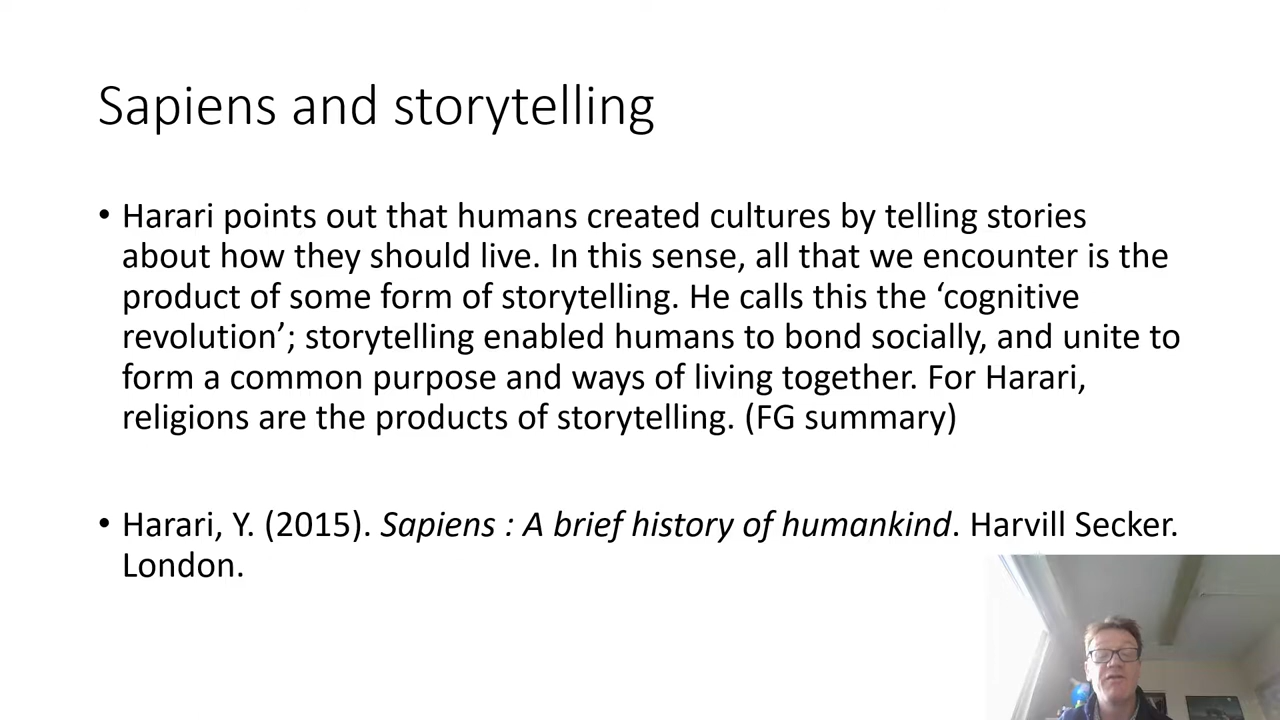 Sapiens and storytelling
• Harari points out that humans created cultures by telling stories
about how they should live. In this sense, all that we encounter is the
product of some form of storytelling. He calls this the ‘cognitive
revolution’; storytelling enabled humans to bond socially, and unite to
form a common purpose and ways of living together. For Harari,
religions are the products of storytelling. (FG summary)
• Harari, Y. (2015). Sapiens : A brief history of humankind. Harvill Secker.
London.